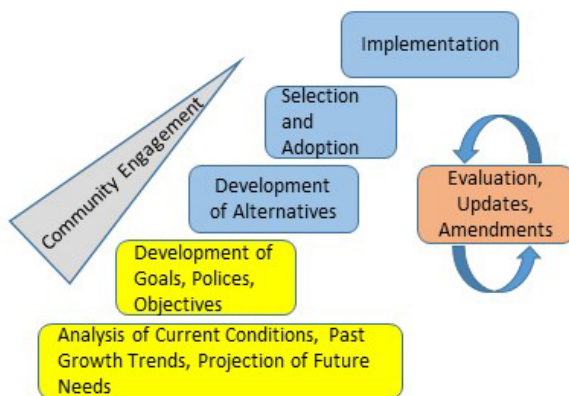 Implementation
Selection
and
Adoption
Community Engagement
Development
of Alternatives
Evaluation,
Updates,
Amendments
Development of
Goals, Polices,
Objectives
Analysis of Current Conditions, Past
Growth Trends, Projection of Future
Needs